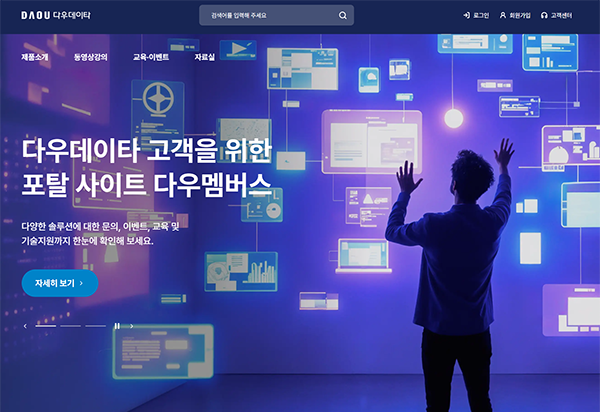 DAOU 다우데이타
검색어를 입력해 주세요
로그인
회원가입
고객센터
제품소개
동영상강의
교육·이벤트
자료실
다우데이타 고객을 위한
포탈 사이트 다우멤버스
다양한 솔루션에 대한 문의, 이벤트, 교육 및
기술지원까지 한눈에 확인해 보세요.
자세히 보기